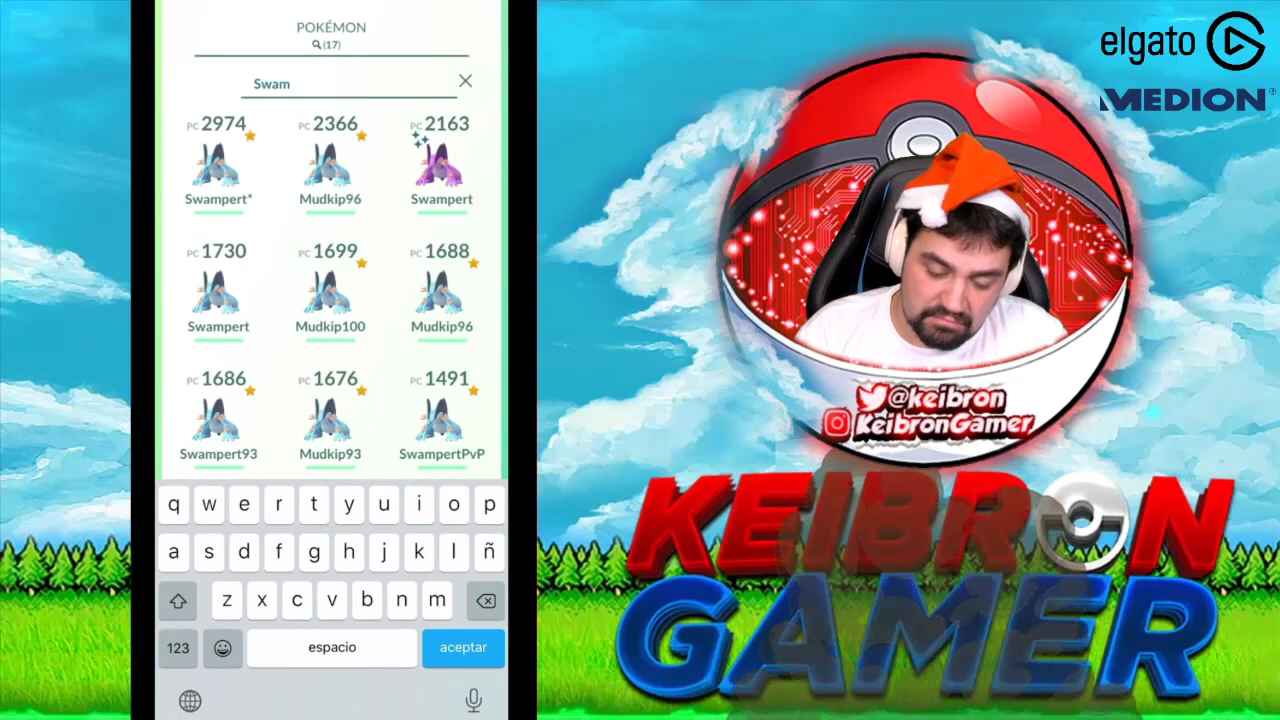 POKÉMON
(17)
Swam
PC 2974
PC 2366
PC 2163
Swampert*
Mudkip96
Swampert
PC 1730
PC 1699
PC 1688
Swampert
Mudkip100
Mudkip96
PC 1686
PC 1676
PC 1491
Swampert93
Mudkip93
SwampertPvP
q w e r t y u i o p
a s d f g h j k l ñ
z x c v b n m
123
espacio
aceptar
elgato
MEDION®
@keibron
KeibronGamer
KEIBRON
GAMER